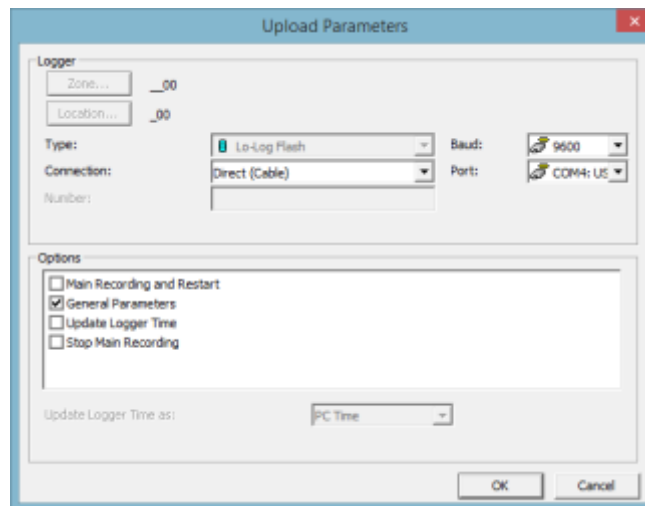 Upload Parameters
Logger
Zone... __00
Location... _00
Type: Lo-Log Flash Baud: 9600
Connection: Direct (Cable) Port: COM4: US
Number:
Options
Main Recording and Restart
General Parameters
Update Logger Time
Stop Main Recording
Update Logger Time as: PC Time
OK Cancel